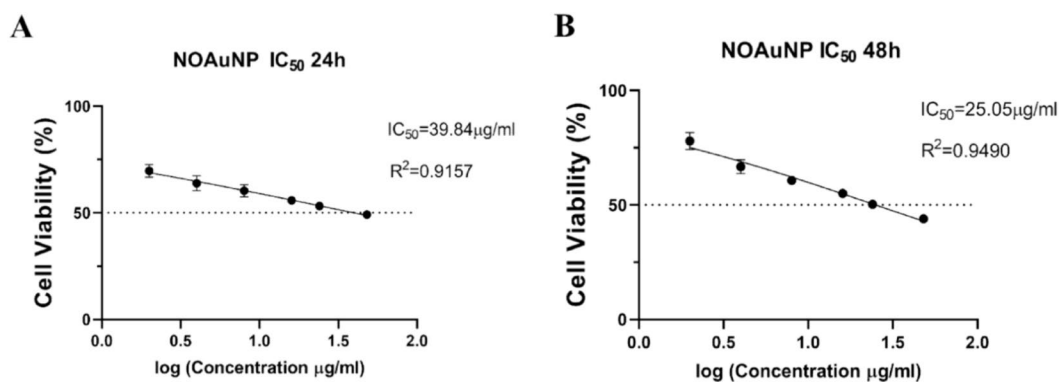 A
NOAuNP IC₅₀ 24h
Cell Viability (%)
100
50
0
IC₅₀=39.84μg/ml
R²=0.9157
0.0 0.5 1.0 1.5 2.0
log (Concentration μg/ml)
B
NOAuNP IC₅₀ 48h
Cell Viability (%)
100
50
0
IC₅₀=25.05μg/ml
R²=0.9490
0.0 0.5 1.0 1.5 2.0
log (Concentration μg/ml)